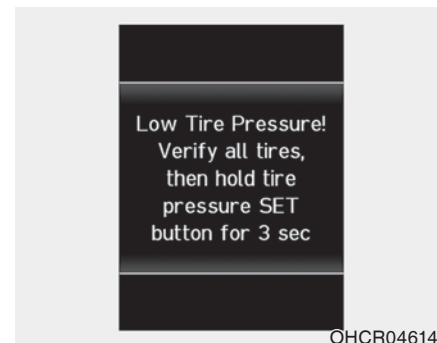 Low Tire Pressure!
Verify all tires,
then hold tire
pressure SET
button for 3 sec
OHCR04614